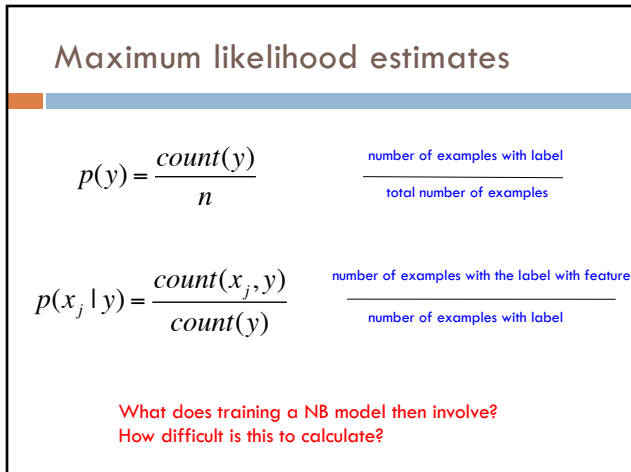 Maximum likelihood estimates
p(y) = count(y) / n
number of examples with label
total number of examples
p(x_j | y) = count(x_j, y) / count(y)
number of examples with the label with feature
number of examples with label
What does training a NB model then involve?
How difficult is this to calculate?